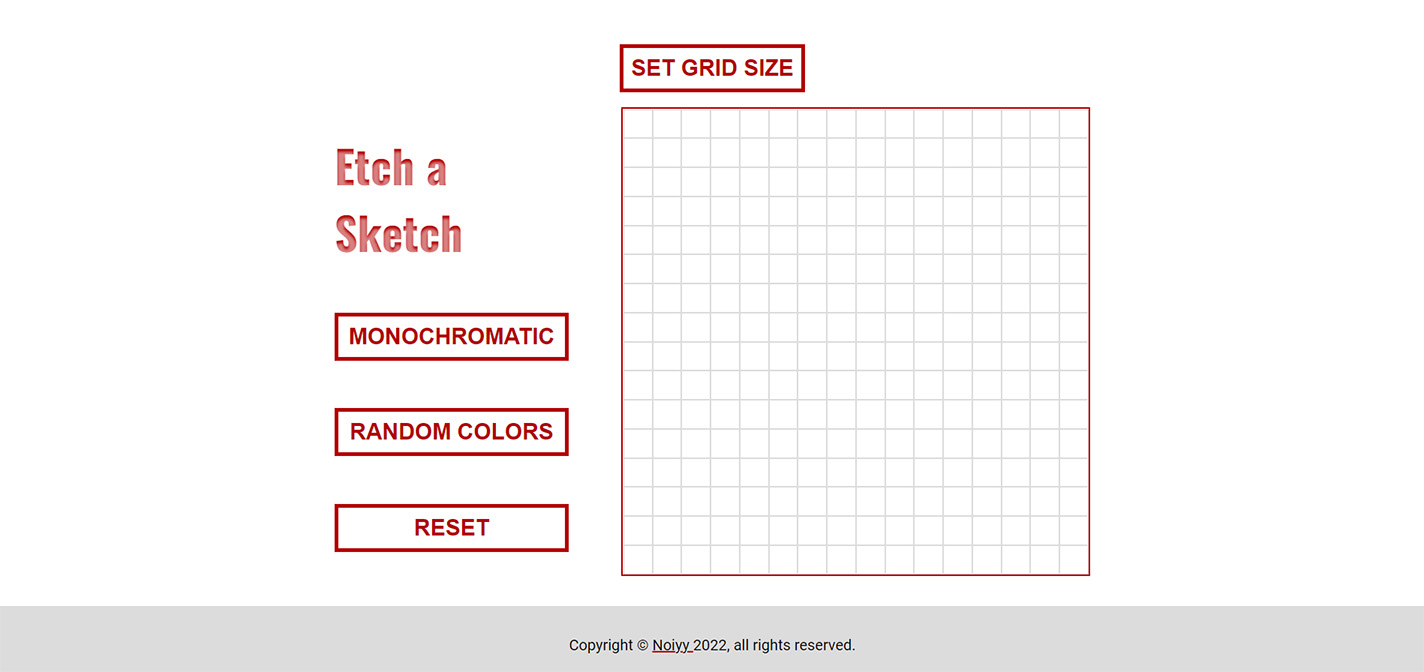 SET GRID SIZE
Etch a
Sketch
MONOCHROMATIC
RANDOM COLORS
RESET
Copyright © Noiyy 2022, all rights reserved.